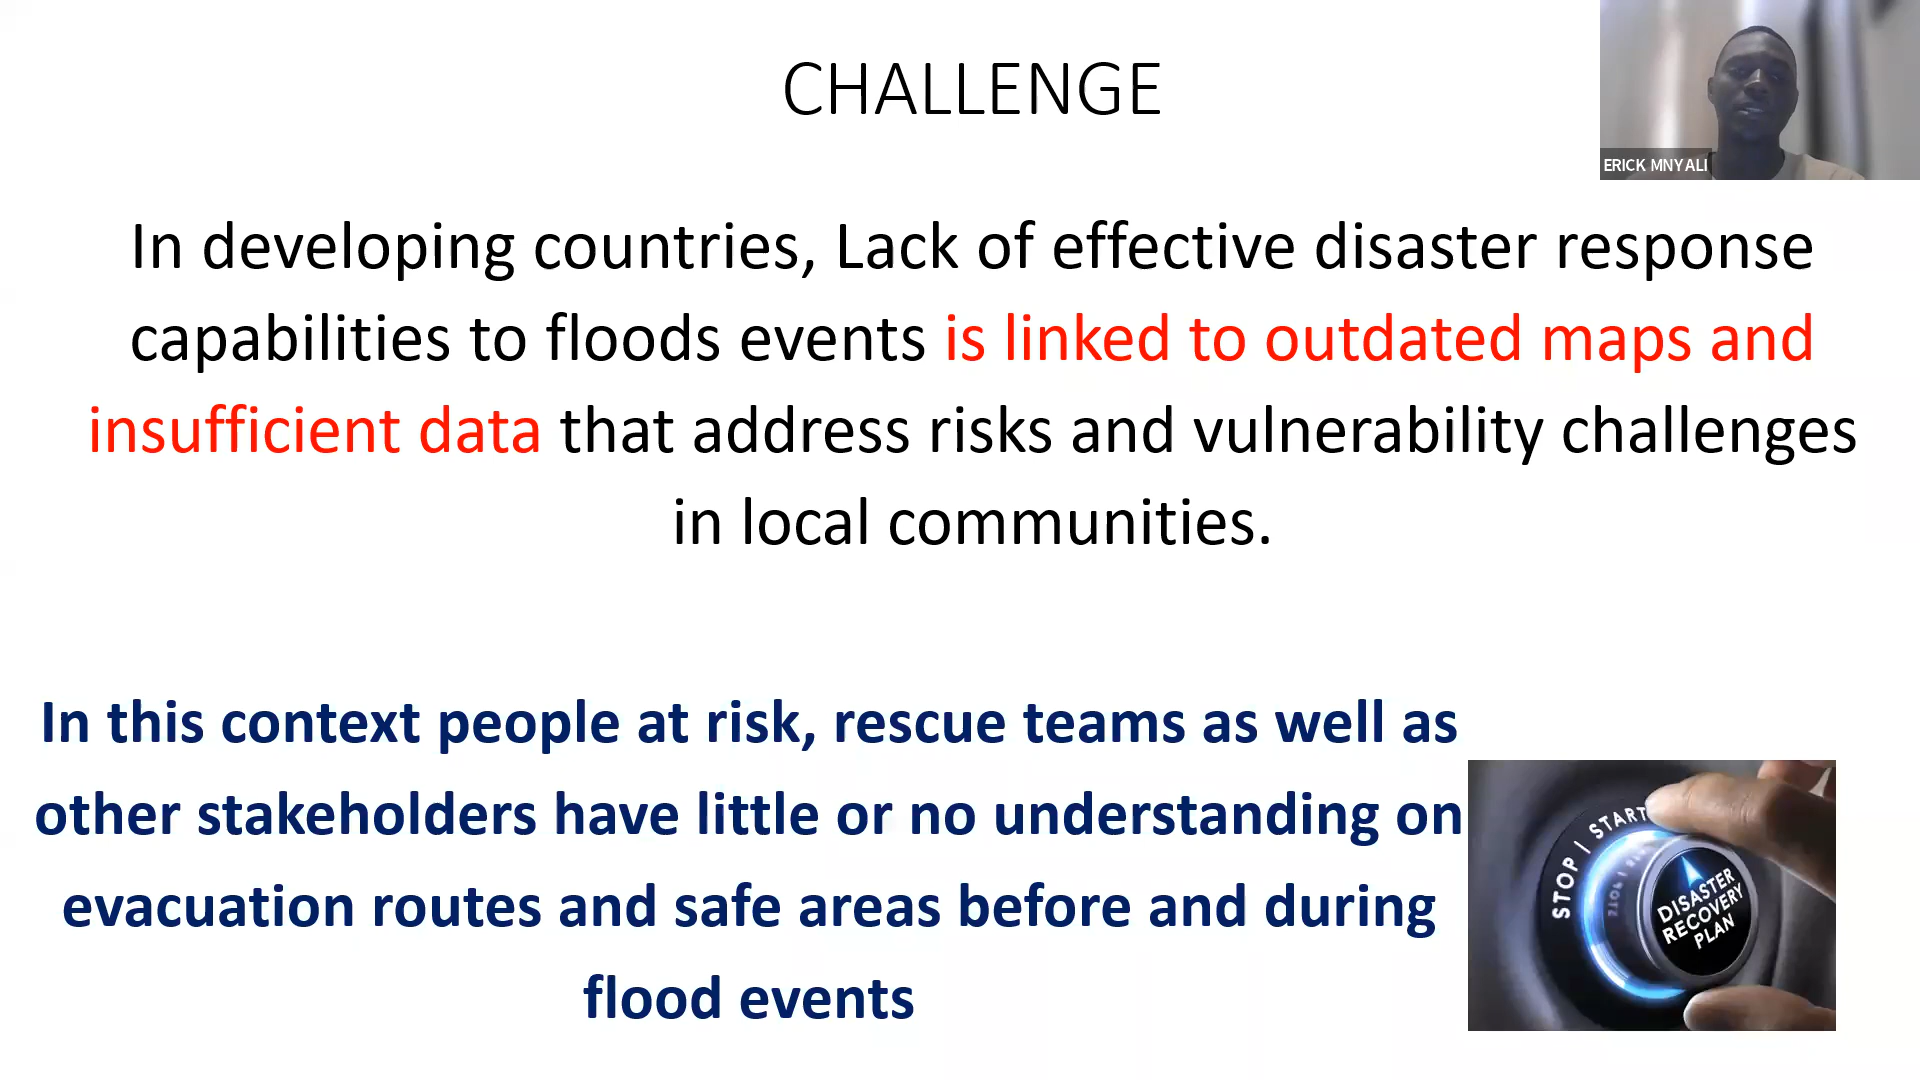 CHALLENGE
ERICK MNYALI
In developing countries, Lack of effective disaster response
capabilities to floods events is linked to outdated maps and
insufficient data that address risks and vulnerability challenges
in local communities.
In this context people at risk, rescue teams as well as
other stakeholders have little or no understanding on
evacuation routes and safe areas before and during
flood events
STOP | START
DISASTER
RECOVERY
PLAN